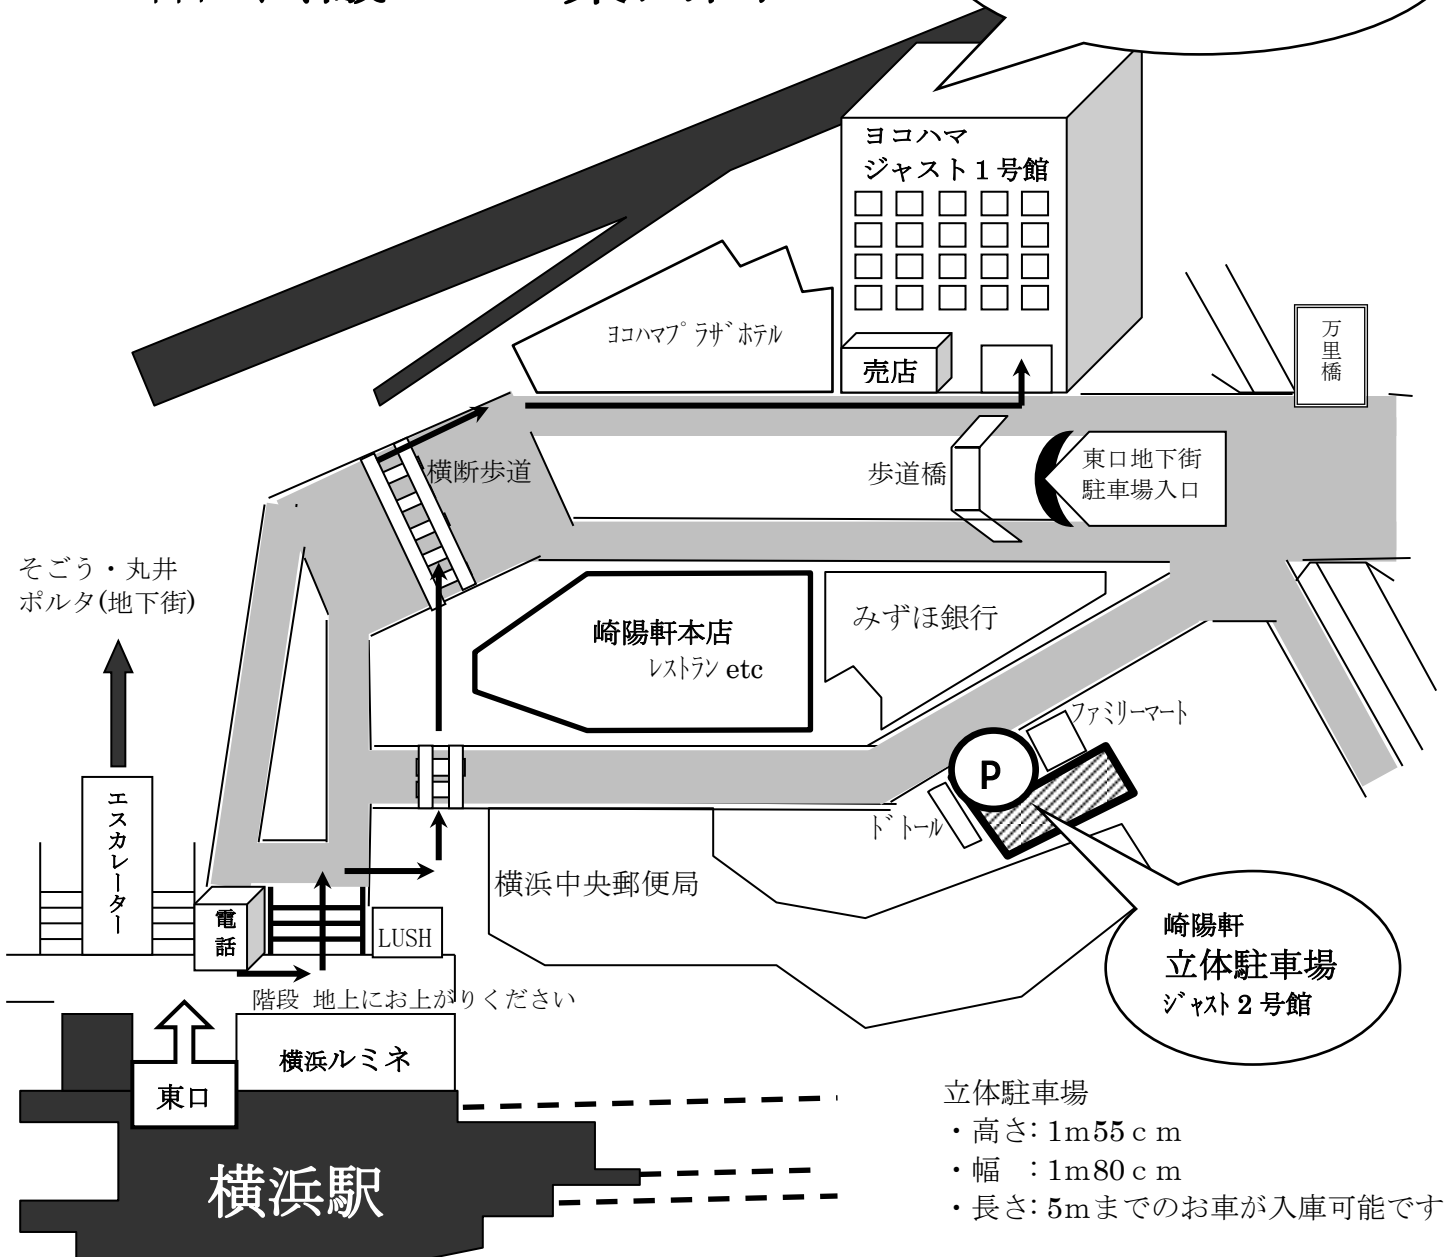 ヨコハマ
ジャスト１号館
ﾖｺﾊﾏﾌﾟﾗｻﾞﾎﾃﾙ
売店
万里橋
横断歩道
歩道橋
東口地下街
駐車場入口
そごう・丸井
ポルタ(地下街)
崎陽軒本店
ﾚｽﾄﾗﾝ etc
みずほ銀行
ﾌｧﾐﾘｰﾏｰﾄ
P
ﾄﾞﾄｰﾙ
エスカレーター
横浜中央郵便局
電話
LUSH
崎陽軒
立体駐車場
ｼﾞｬｽﾄ 2 号館
階段 地上にお上がりください
横浜ルミネ
東口
横浜駅
立体駐車場
・高さ: 1m55ｃｍ
・幅　: 1m80ｃｍ
・長さ: 5mまでのお車が入庫可能です